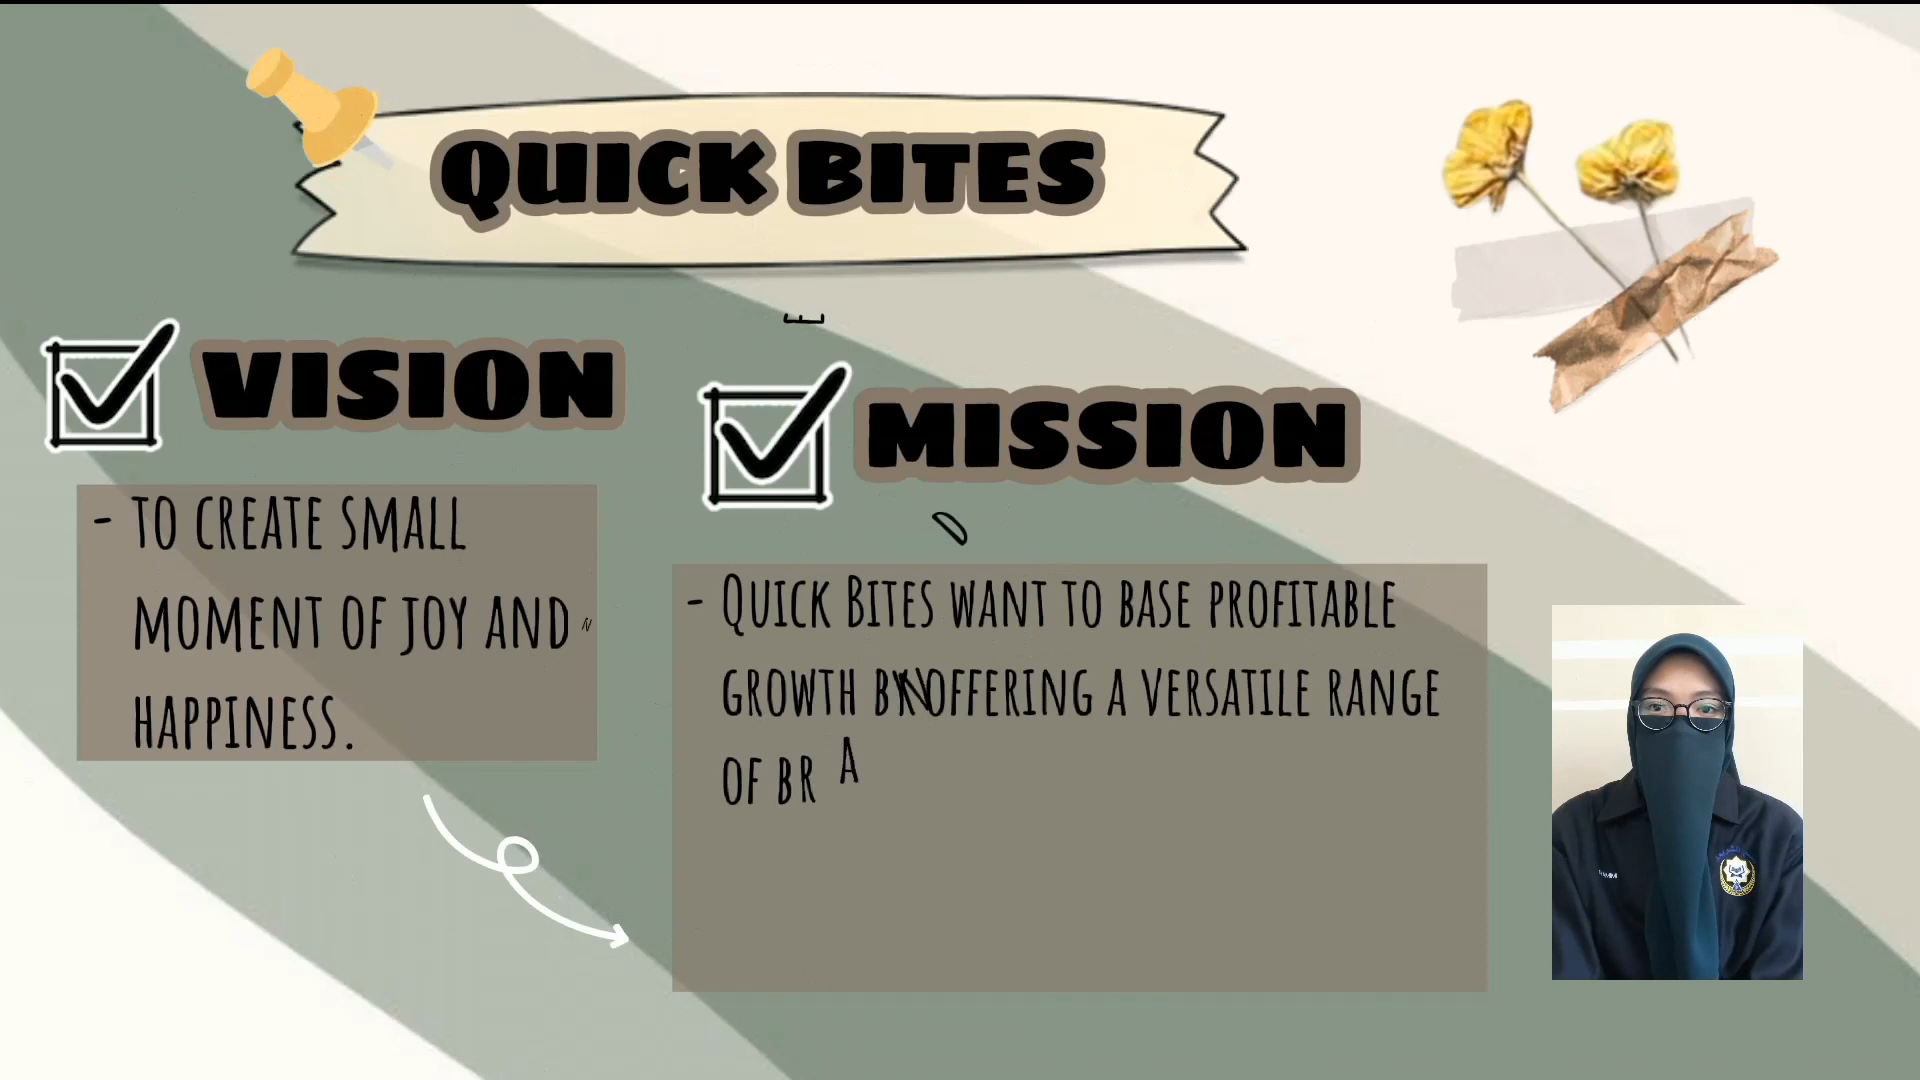 QUICK BITES
VISION
- TO CREATE SMALL
MOMENT OF JOY AND
HAPPINESS.
MISSION
- QUICK BITES WANT TO BASE PROFITABLE
GROWTH BY OFFERING A VERSATILE RANGE
OF BR A